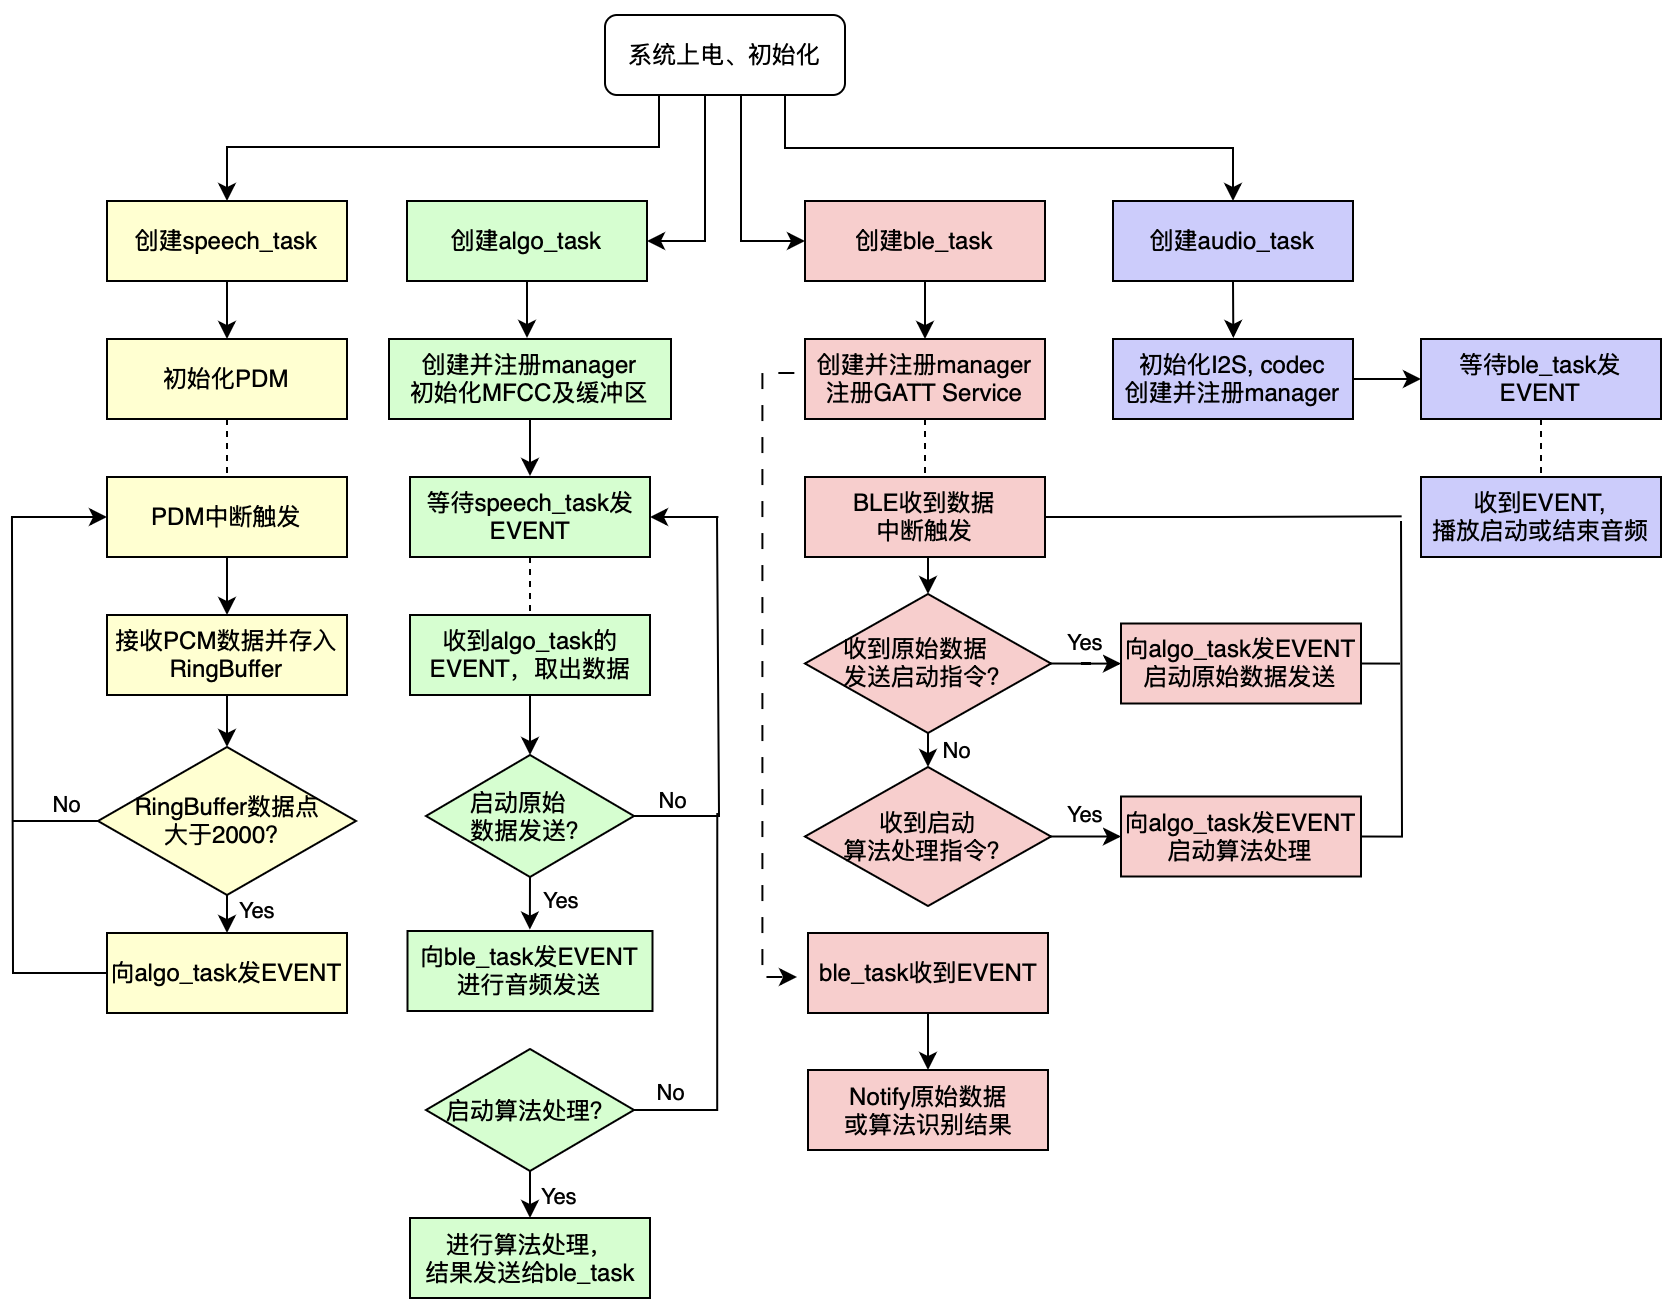 系统上电、初始化
创建speech_task
初始化PDM
PDM中断触发
接收PCM数据并存入
RingBuffer
RingBuffer数据点
大于2000?
No
Yes
向algo_task发EVENT
创建algo_task
创建并注册manager
初始化MFCC及缓冲区
等待speech_task发
EVENT
收到algo_task的
EVENT，取出数据
启动原始
数据发送?
No
Yes
向ble_task发EVENT
进行音频发送
启动算法处理?
No
Yes
进行算法处理，
结果发送给ble_task
创建ble_task
创建并注册manager
注册GATT Service
BLE收到数据
中断触发
收到原始数据
发送启动指令?
Yes
向algo_task发EVENT
启动原始数据发送
No
收到启动
算法处理指令?
Yes
向algo_task发EVENT
启动算法处理
ble_task收到EVENT
Notify原始数据
或算法识别结果
创建audio_task
初始化I2S, codec
创建并注册manager
等待ble_task发
EVENT
收到EVENT,
播放启动或结束音频